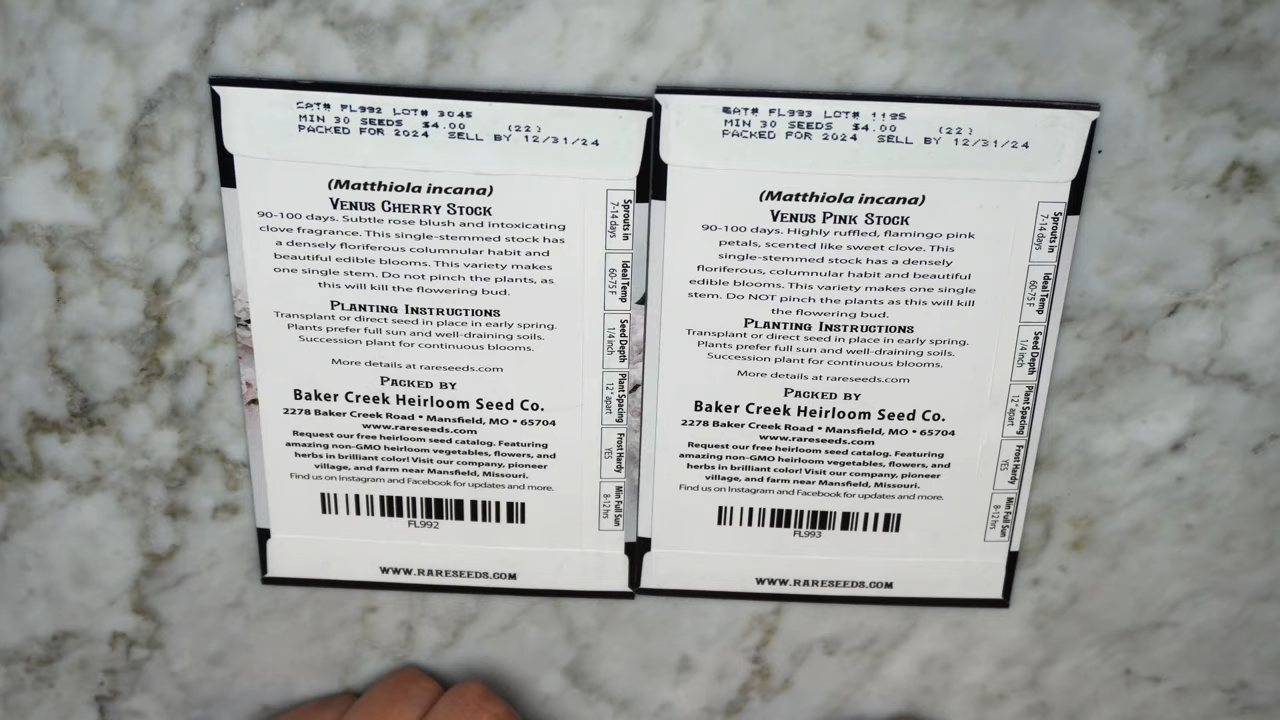 CAT# FL992 LOT# 3045
MIN 30 SEEDS $4.00 (22)
PACKED FOR 2024 SELL BY 12/31/24
(Matthiola incana)
VENUS CHERRY STOCK
90-100 days. Subtle rose blush and intoxicating
clove fragrance. This single-stemmed stock has
a densely floriferous columnular habit and
beautiful edible blooms. This variety makes
one single stem. Do not pinch the plants, as
this will kill the flowering bud.
PLANTING INSTRUCTIONS
Transplant or direct seed in place in early spring.
Plants prefer full sun and well-draining soils.
Succession plant for continuous blooms.
More details at rareseeds.com
PACKED BY
Baker Creek Heirloom Seed Co.
2278 Baker Creek Road • Mansfield, MO • 65704
www.rareseeds.com
Request our free heirloom seed catalog. Featuring
amazing non-GMO heirloom vegetables, flowers, and
herbs in brilliant color! Visit our company, pioneer
village, and farm near Mansfield, Missouri.
Find us on Instagram and Facebook for updates and more.
FL992
WWW.RARESEEDS.COM
Sprouts in
7-14 days
Ideal Temp
60-75 F
Seed Depth
1/4 inch
Plant Spacing
12" apart
Frost Hardy
YES
Min Full Sun
8-12 hrs
CAT# FL993 LOT# 1195
MIN 30 SEEDS $4.00 (22)
PACKED FOR 2024 SELL BY 12/31/24
(Matthiola incana)
VENUS PINK STOCK
90-100 days. Highly ruffled, flamingo pink
petals, scented like sweet clove. This
single-stemmed stock has a densely
floriferous, columnular habit and beautiful
edible blooms. This variety makes one single
stem. Do NOT pinch the plants as this will kill
the flowering bud.
PLANTING INSTRUCTIONS
Transplant or direct seed in place in early spring.
Plants prefer full sun and well-draining soils.
Succession plant for continuous blooms.
More details at rareseeds.com
PACKED BY
Baker Creek Heirloom Seed Co.
2278 Baker Creek Road • Mansfield, MO • 65704
www.rareseeds.com
Request our free heirloom seed catalog. Featuring
amazing non-GMO heirloom vegetables, flowers, and
herbs in brilliant color! Visit our company, pioneer
village, and farm near Mansfield, Missouri.
Find us on Instagram and Facebook for updates and more.
FL993
WWW.RARESEEDS.COM
Sprouts in
7-14 days
Ideal Temp
60-75 F
Seed Depth
1/4 inch
Plant Spacing
12" apart
Frost Hardy
YES
Min Full Sun
8-12 hrs